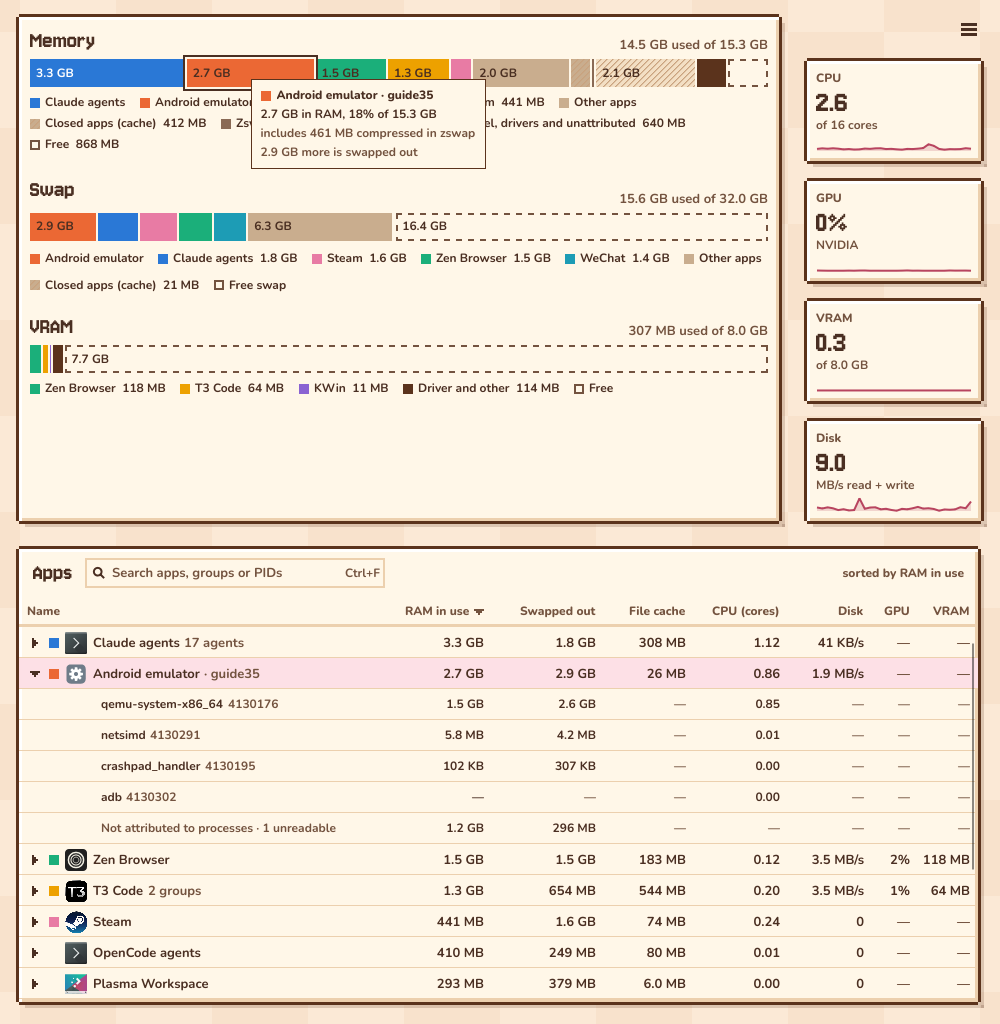 Memory
14.5 GB used of 15.3 GB
3.3 GB 2.7 GB 1.5 GB 1.3 GB 2.0 GB 2.1 GB
Claude agents Android emulator 441 MB Other apps
Closed apps (cache) 412 MB drivers and unattributed 640 MB
Free 868 MB
Android emulator · guide35
2.7 GB in RAM, 18% of 15.3 GB
includes 461 MB compressed in zswap
2.9 GB more is swapped out
Swap
15.6 GB used of 32.0 GB
2.9 GB 6.3 GB 16.4 GB
Android emulator Claude agents 1.8 GB Steam 1.6 GB Zen Browser 1.5 GB WeChat 1.4 GB Other apps
Closed apps (cache) 21 MB Free swap
VRAM
307 MB used of 8.0 GB
7.7 GB
Zen Browser 118 MB T3 Code 64 MB KWin 11 MB Driver and other 114 MB Free
CPU
2.6
of 16 cores
GPU
0%
NVIDIA
VRAM
0.3
of 8.0 GB
Disk
9.0
MB/s read + write
Apps Search apps, groups or PIDs Ctrl+F sorted by RAM in use
Name RAM in use Swapped out File cache CPU (cores) Disk GPU VRAM
Claude agents 17 agents 3.3 GB 1.8 GB 308 MB 1.12 41 KB/s — —
Android emulator · guide35 2.7 GB 2.9 GB 26 MB 0.86 1.9 MB/s — —
qemu-system-x86_64 4130176 1.5 GB 2.6 GB — 0.85 — — —
netsimd 4130291 5.8 MB 4.2 MB — 0.01 — — —
crashpad_handler 4130195 102 KB 307 KB — 0.00 — — —
adb 4130302 — — — 0.00 — — —
Not attributed to processes · 1 unreadable 1.2 GB 296 MB — — — — —
Zen Browser 1.5 GB 1.5 GB 183 MB 0.12 3.5 MB/s 2% 118 MB
T3 T3 Code 2 groups 1.3 GB 654 MB 544 MB 0.20 3.5 MB/s 1% 64 MB
Steam 441 MB 1.6 GB 74 MB 0.24 0 — —
OpenCode agents 410 MB 249 MB 80 MB 0.01 0 — —
Plasma Workspace 293 MB 379 MB 6.0 MB 0.00 0 — —